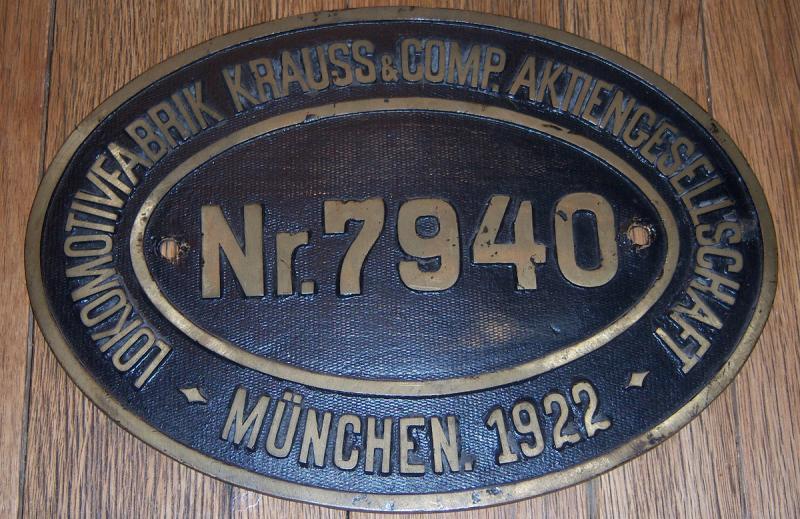 LOKOMOTIVFABRIK KRAUSS & COMP. AKTIENGESELLSCHAFT
Nr. 7940
MÜNCHEN. 1922